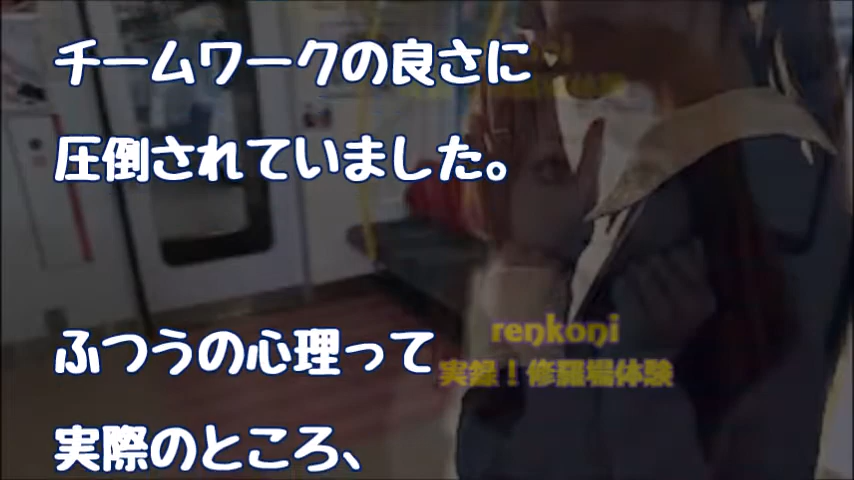 チームワークの良さに
圧倒されていました。
ふつうの心理って
renkoni
実録！修羅場体験
実際のところ、